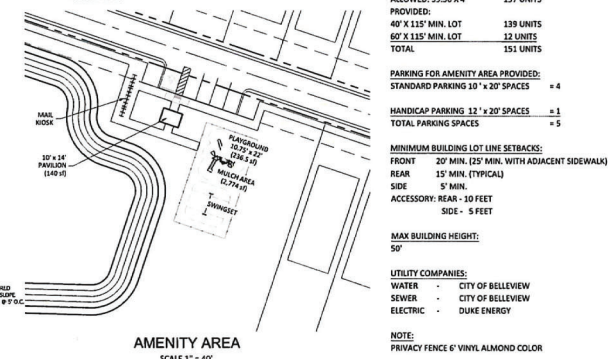 MAIL
KIOSK
10' x 14'
PAVILION
(140 sf)
PLAYGROUND
10.75' x 22'
(236.5 sf)
MULCH AREA
(2,774 sf)
SWINGSET
SLOPE
@ 5' O.C.
AMENITY AREA
SCALE 1" = 40'
PROVIDED:
40' X 115' MIN. LOT 139 UNITS
60' X 115' MIN. LOT 12 UNITS
TOTAL 151 UNITS
PARKING FOR AMENITY AREA PROVIDED:
STANDARD PARKING 10 ' x 20' SPACES = 4
HANDICAP PARKING 12 ' x 20' SPACES = 1
TOTAL PARKING SPACES = 5
MINIMUM BUILDING LOT LINE SETBACKS:
FRONT 20' MIN. (25' MIN. WITH ADJACENT SIDEWALK)
REAR 15' MIN. (TYPICAL)
SIDE 5' MIN.
ACCESSORY: REAR - 10 FEET
SIDE - 5 FEET
MAX BUILDING HEIGHT:
50'
UTILITY COMPANIES:
WATER - CITY OF BELLEVIEW
SEWER - CITY OF BELLEVIEW
ELECTRIC - DUKE ENERGY
NOTE:
PRIVACY FENCE 6' VINYL ALMOND COLOR